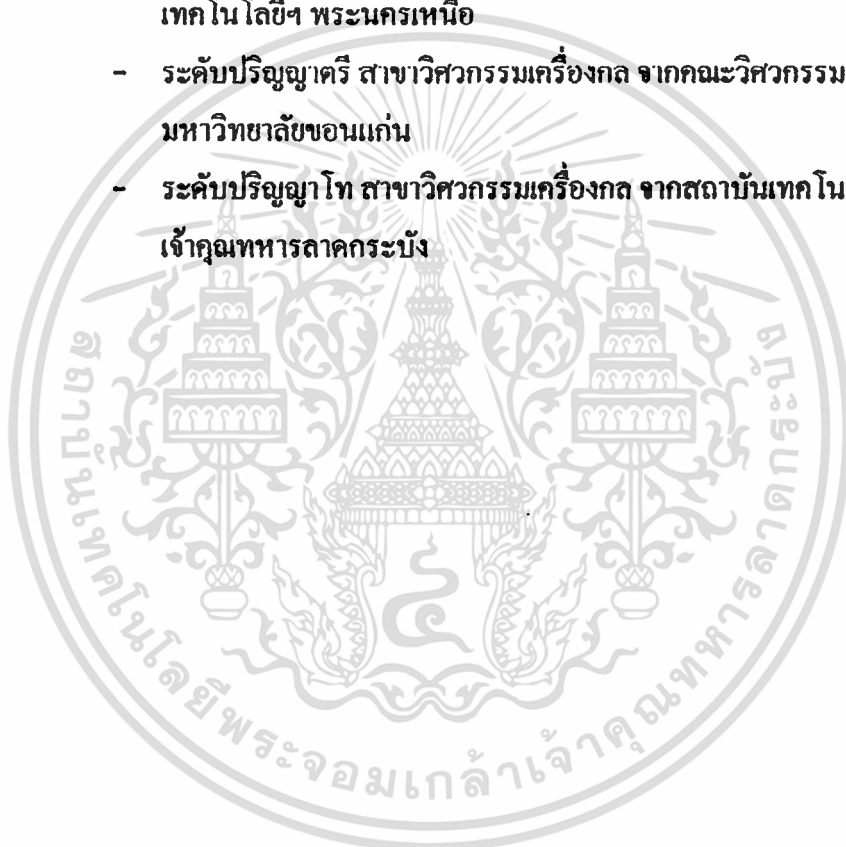 เทคโนโลยีฯ พระนครเหนือ
- ระดับปริญญาตรี สาขาวิศวกรรมเครื่องกล จากคณะวิศวกรรม
มหาวิทยาลัยขอนแก่น
- ระดับปริญญาโท สาขาวิศวกรรมเครื่องกล จากสถาบันเทคโน
เจ้าคุณทหารลาดกระบัง
สถาบันเทคโนโลยีพระจอมเกล้าเจ้าคุณทหารลาดกระบัง